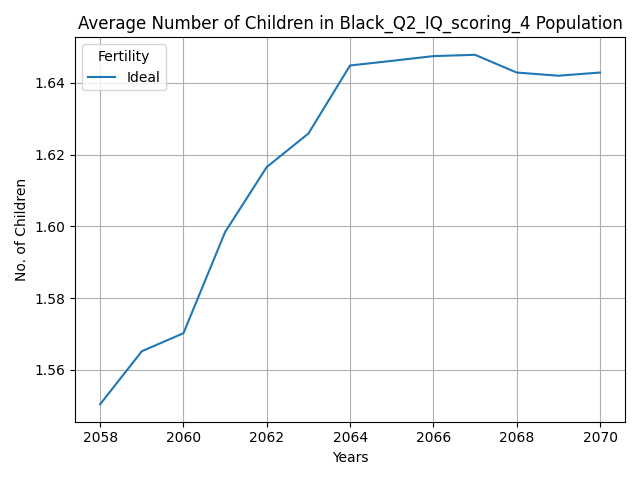 Average Number of Children in Black_Q2_IQ_scoring_4 Population
Fertility
Ideal
1.64
1.62
1.60
1.58
1.56
No. of Children
2058 2060 2062 2064 2066 2068 2070
Years